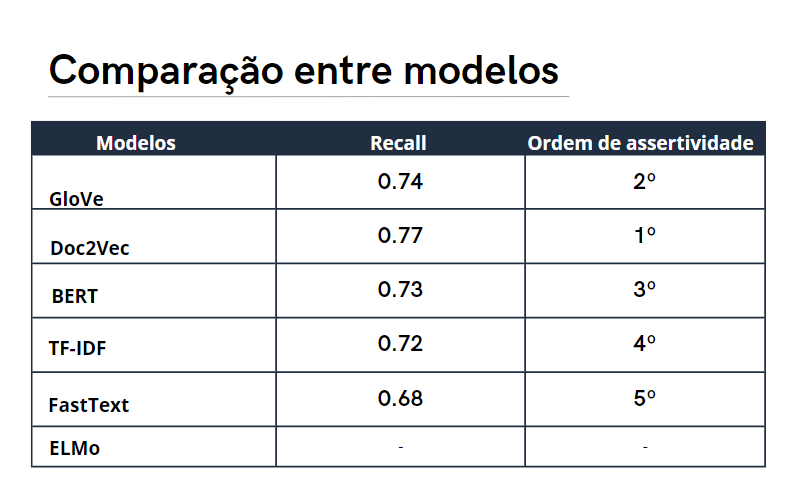 Comparação entre modelos
Modelos Recall Ordem de assertividade
GloVe 0.74 2º
Doc2Vec 0.77 1º
BERT 0.73 3º
TF-IDF 0.72 4º
FastText 0.68 5º
ELMo - -